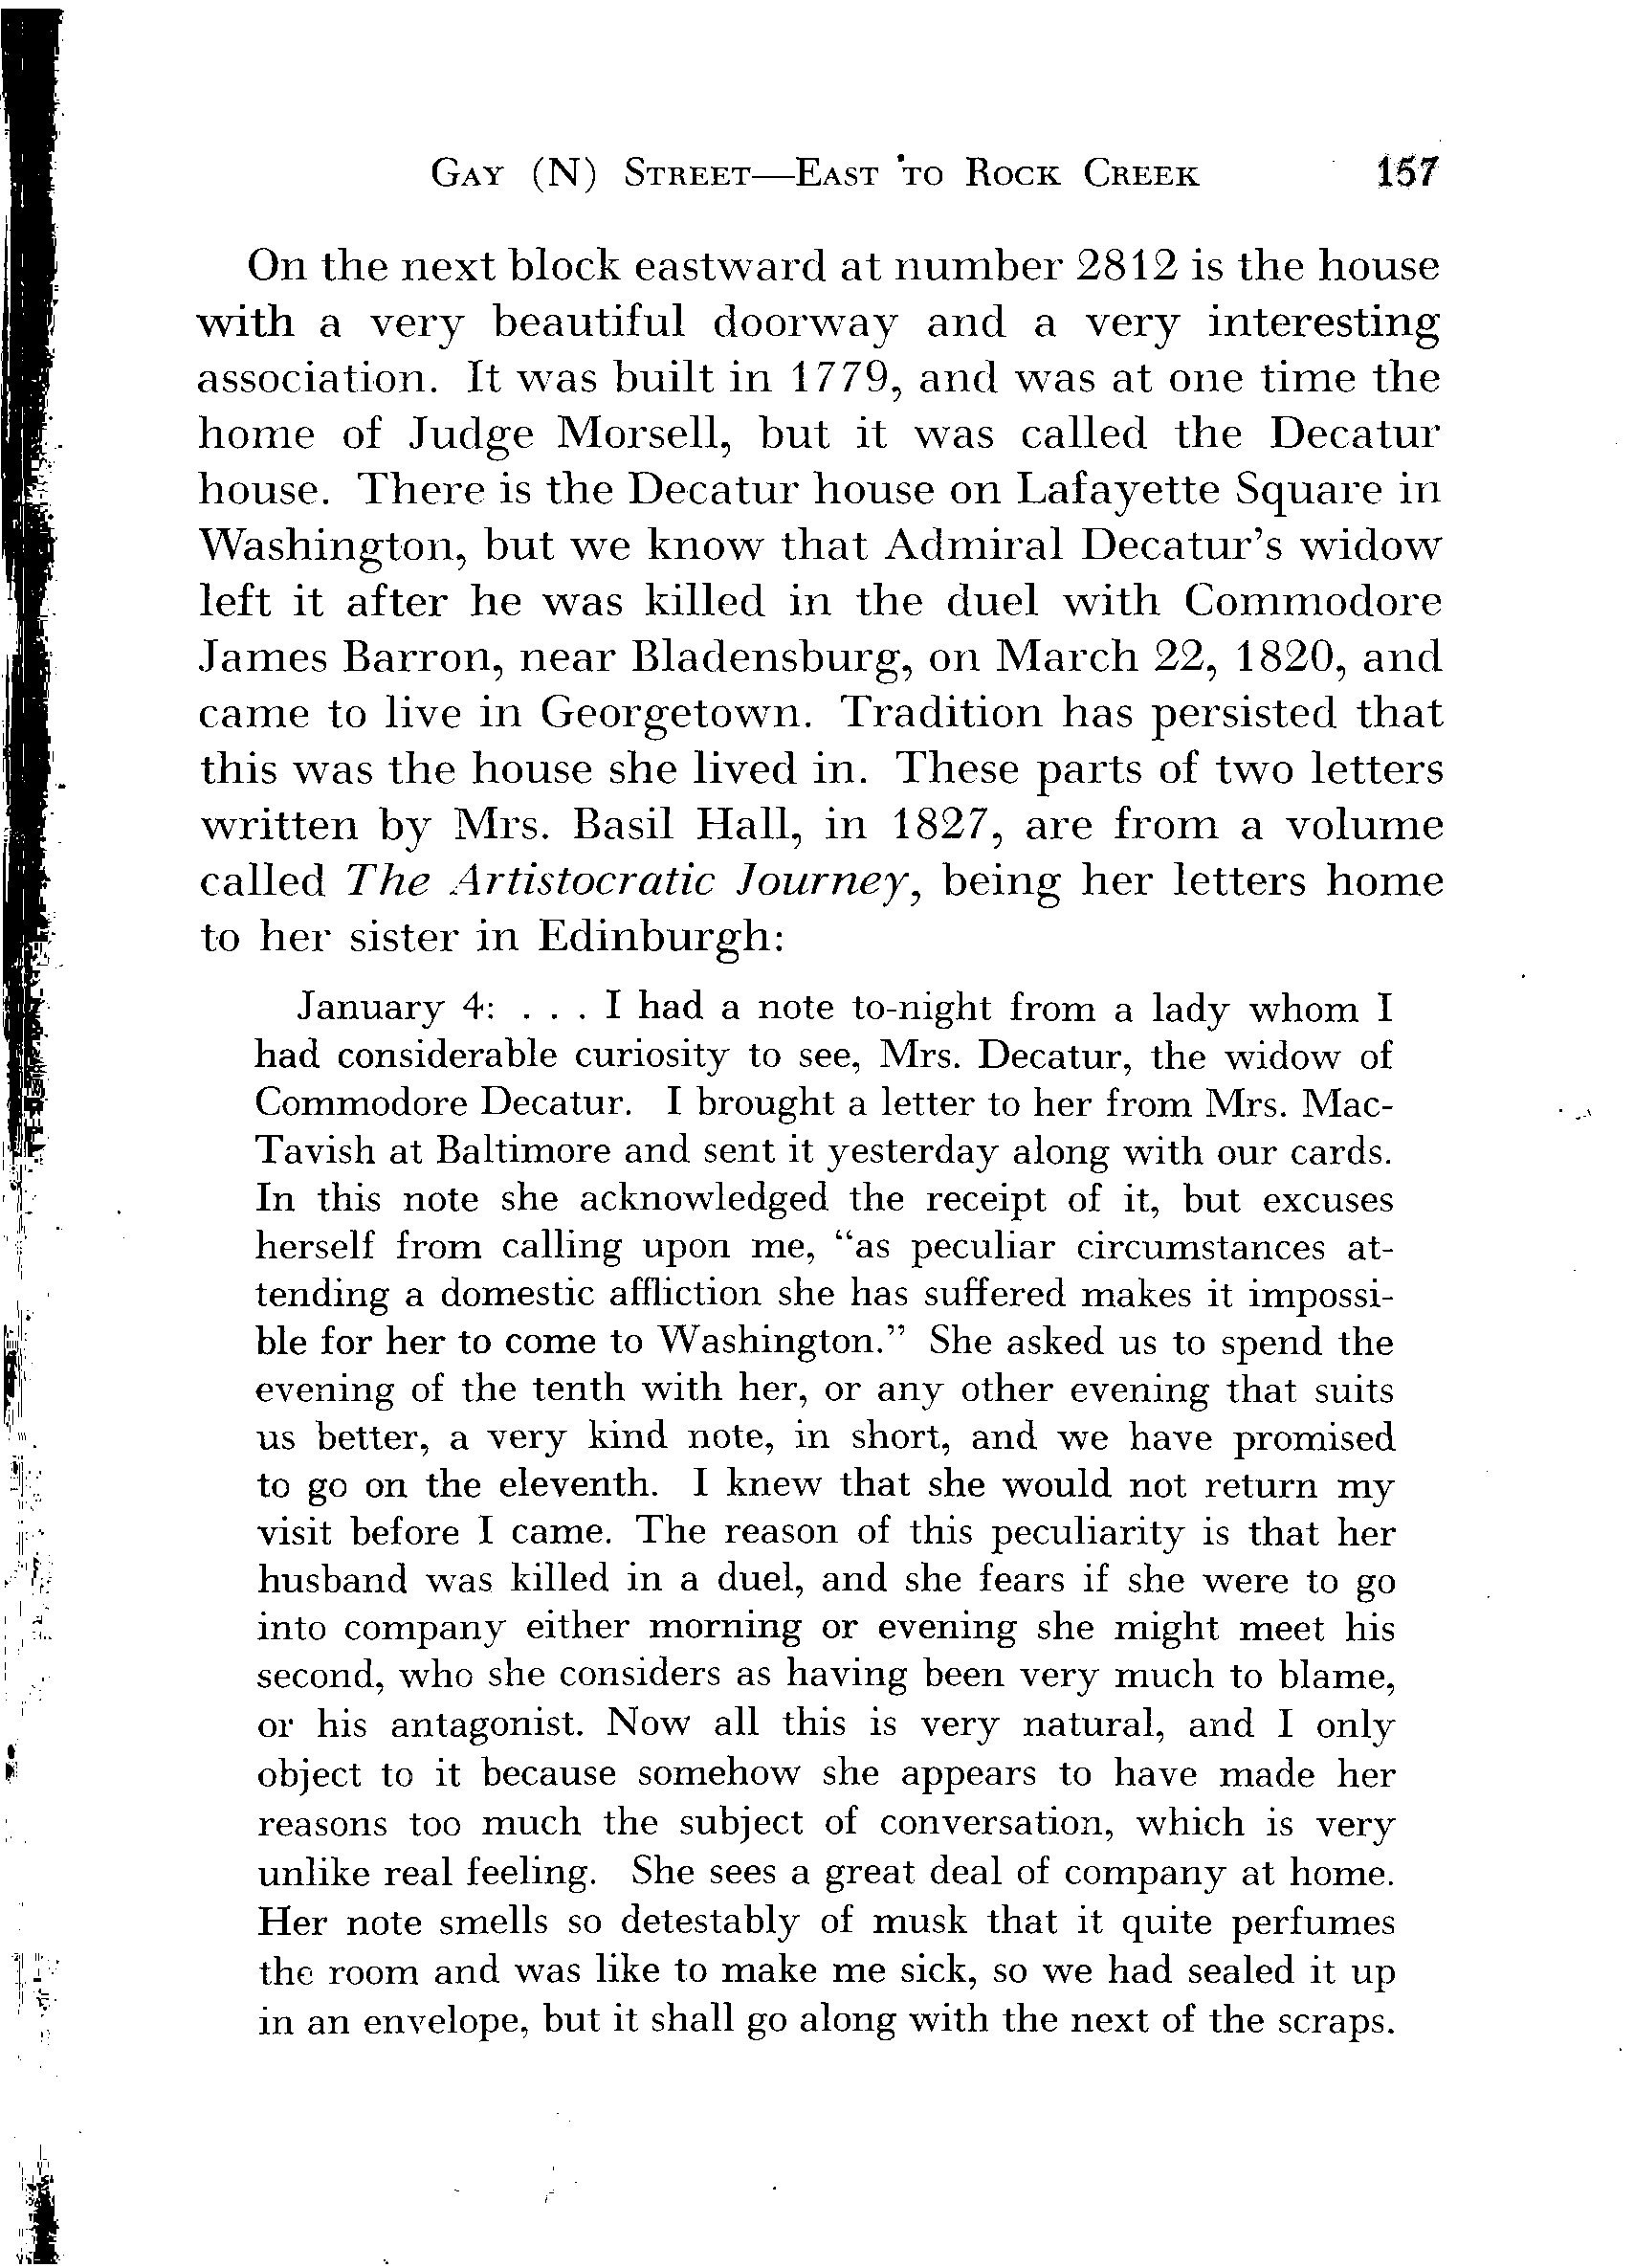 Gay (N) Street—East to Rock Creek 157
On the next block eastward at number 2812 is the house
with a very beautiful doorway and a very interesting
association. It was built in 1779, and was at one time the
home of Judge Morsell, but it was called the Decatur
house. There is the Decatur house on Lafayette Square in
Washington, but we know that Admiral Decatur's widow
left it after he was killed in the duel with Commodore
James Barron, near Bladensburg, on March 22, 1820, and
came to live in Georgetown. Tradition has persisted that
this was the house she lived in. These parts of two letters
written by Mrs. Basil Hall, in 1827, are from a volume
called The Artistocratic Journey, being her letters home
to her sister in Edinburgh:
January 4: . . . I had a note to-night from a lady whom I
had considerable curiosity to see, Mrs. Decatur, the widow of
Commodore Decatur. I brought a letter to her from Mrs. Mac-
Tavish at Baltimore and sent it yesterday along with our cards.
In this note she acknowledged the receipt of it, but excuses
herself from calling upon me, “as peculiar circumstances at-
tending a domestic affliction she has suffered makes it impossi-
ble for her to come to Washington.” She asked us to spend the
evening of the tenth with her, or any other evening that suits
us better, a very kind note, in short, and we have promised
to go on the eleventh. I knew that she would not return my
visit before I came. The reason of this peculiarity is that her
husband was killed in a duel, and she fears if she were to go
into company either morning or evening she might meet his
second, who she considers as having been very much to blame,
or his antagonist. Now all this is very natural, and I only
object to it because somehow she appears to have made her
reasons too much the subject of conversation, which is very
unlike real feeling. She sees a great deal of company at home.
Her note smells so detestably of musk that it quite perfumes
the room and was like to make me sick, so we had sealed it up
in an envelope, but it shall go along with the next of the scraps.